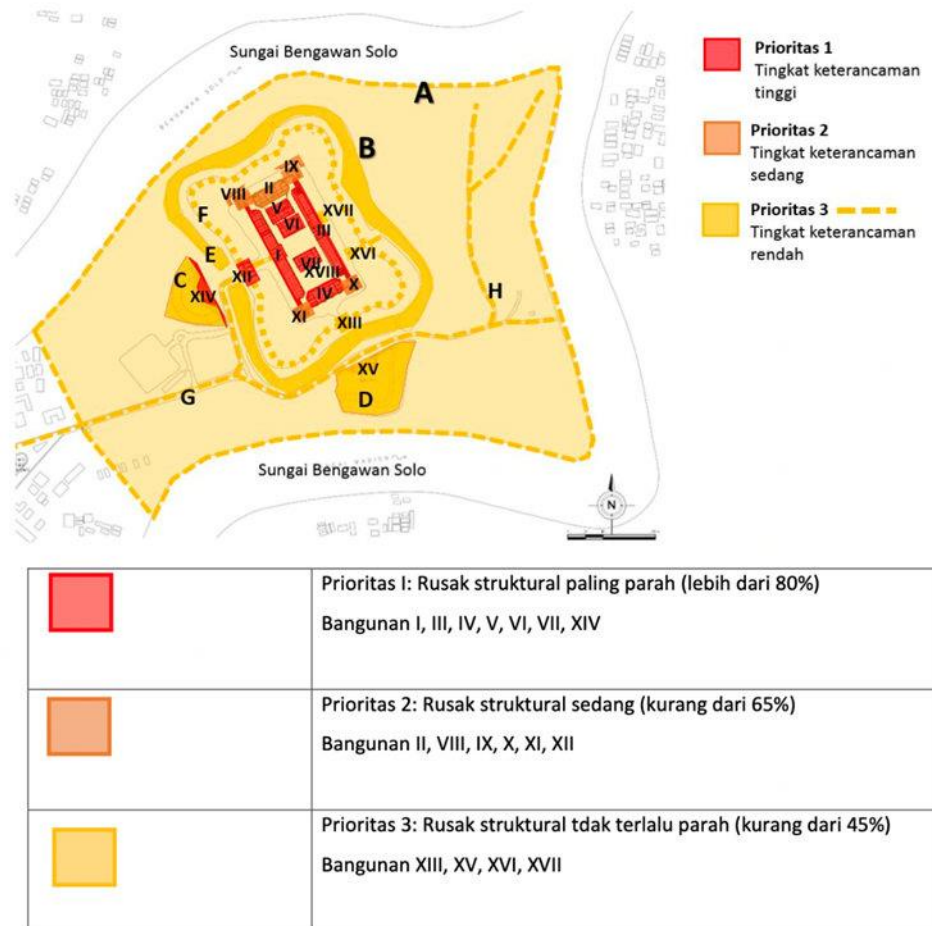 Sungai Bengawan Solo
BENGAWAN SOLO
A
B
IX
VIII
II
V
F
VI
XVII
III
E
I
XVI
C
XII
VII
XVIII
X
XIV
IV
H
XI
XIII
XV
G
D
Sungai Bengawan Solo
N
Prioritas 1
Tingkat keterancaman
tinggi
Prioritas 2
Tingkat keterancaman
sedang
Prioritas 3
Tingkat keterancaman
rendah
Prioritas I: Rusak struktural paling parah (lebih dari 80%)
Bangunan I, III, IV, V, VI, VII, XIV
Prioritas 2: Rusak struktural sedang (kurang dari 65%)
Bangunan II, VIII, IX, X, XI, XII
Prioritas 3: Rusak struktural tdak terlalu parah (kurang dari 45%)
Bangunan XIII, XV, XVI, XVII